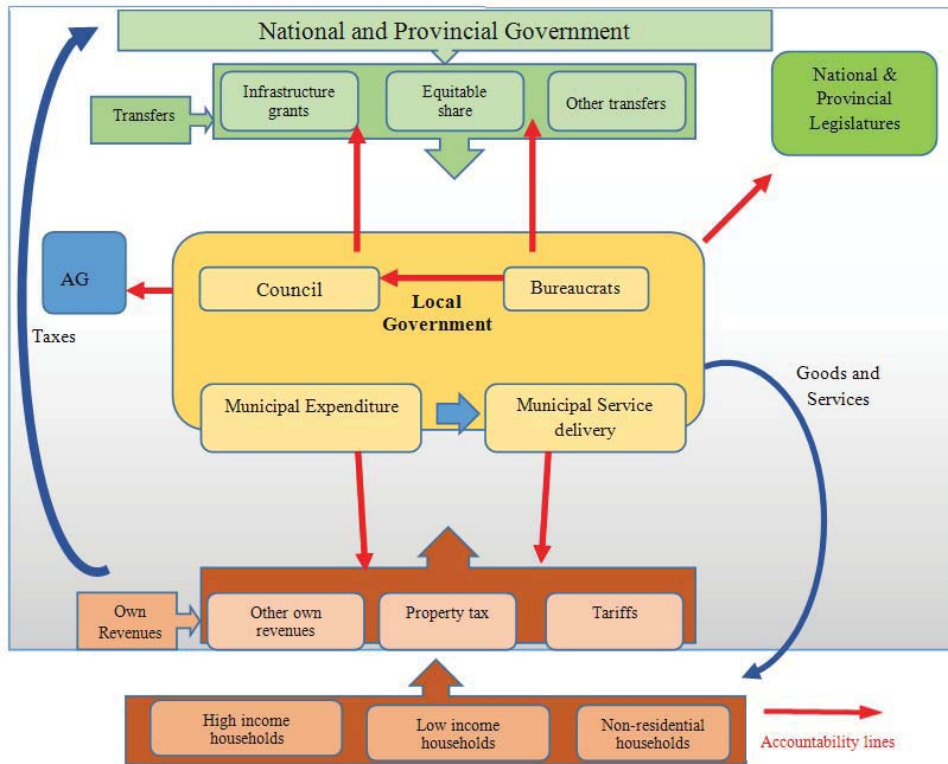 National and Provincial Government
Transfers
Infrastructure
grants
Equitable
share
Other transfers
National &
Provincial
Legislatures
AG
Council
Bureaucrats
Local
Government
Taxes
Goods and
Services
Municipal Expenditure
Municipal Service
delivery
Own
Revenues
Other own
revenues
Property tax
Tariffs
High income
households
Low income
households
Non-residential
households
Accountability lines